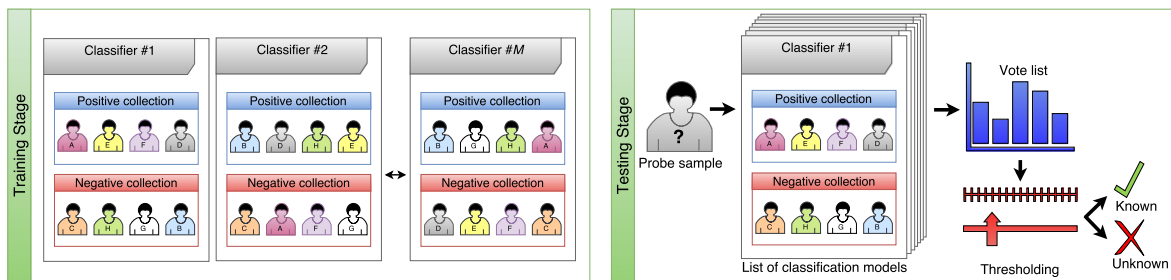 Training Stage
Classifier #1
Positive collection
A E F D
Negative collection
C H G B
Classifier #2
Positive collection
B D H E
Negative collection
C A F G
Classifier #M
Positive collection
B G H A
Negative collection
D E F C
Testing Stage
?
Probe sample
Classifier #1
Positive collection
A E F D
Negative collection
C H G B
List of classification models
Vote list
Thresholding
Known
Unknown